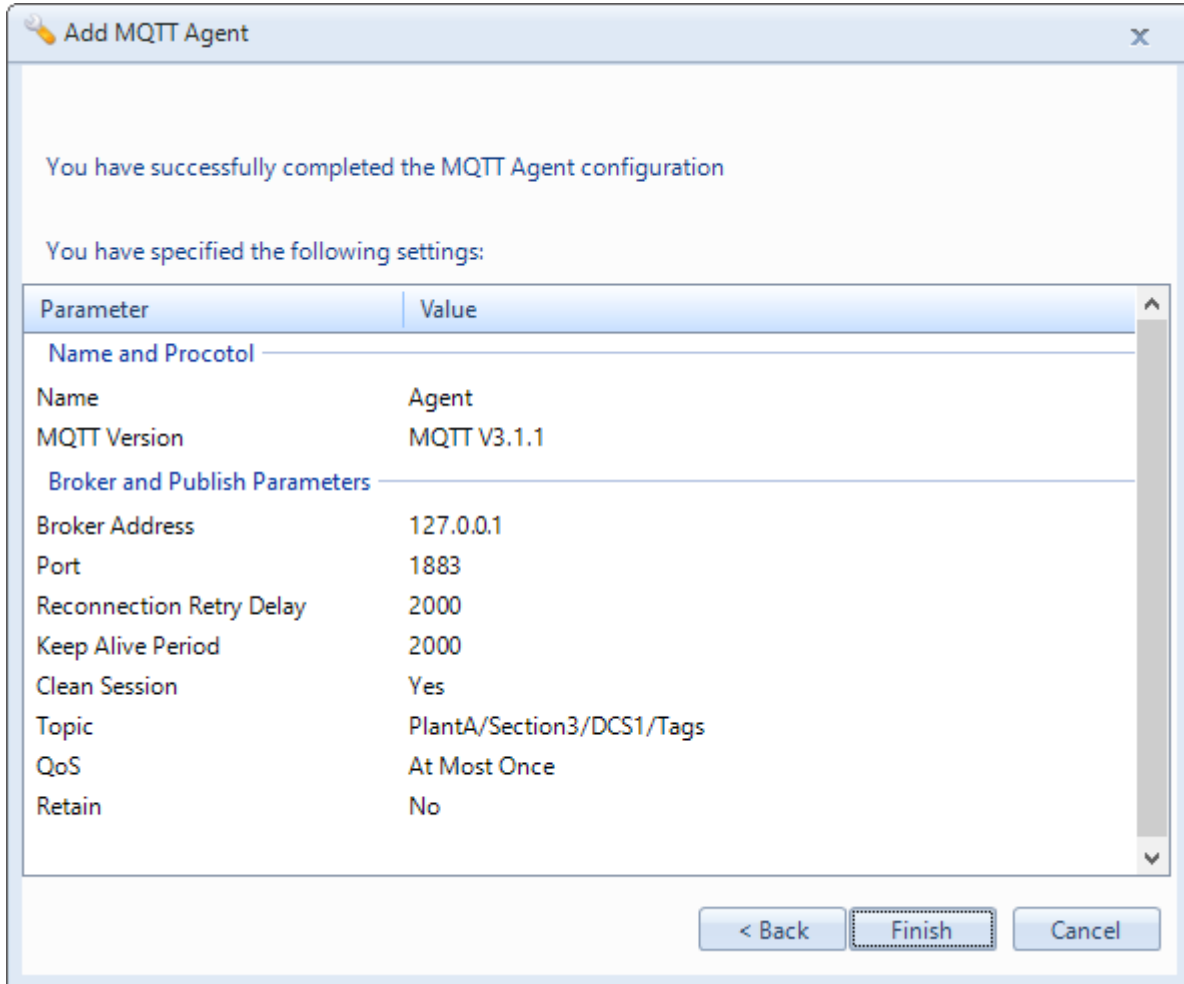 Add MQTT Agent
x
You have successfully completed the MQTT Agent configuration
You have specified the following settings:
Parameter Value
Name and Procotol
Name Agent
MQTT Version MQTT V3.1.1
Broker and Publish Parameters
Broker Address 127.0.0.1
Port 1883
Reconnection Retry Delay 2000
Keep Alive Period 2000
Clean Session Yes
Topic PlantA/Section3/DCS1/Tags
QoS At Most Once
Retain No
< Back Finish Cancel